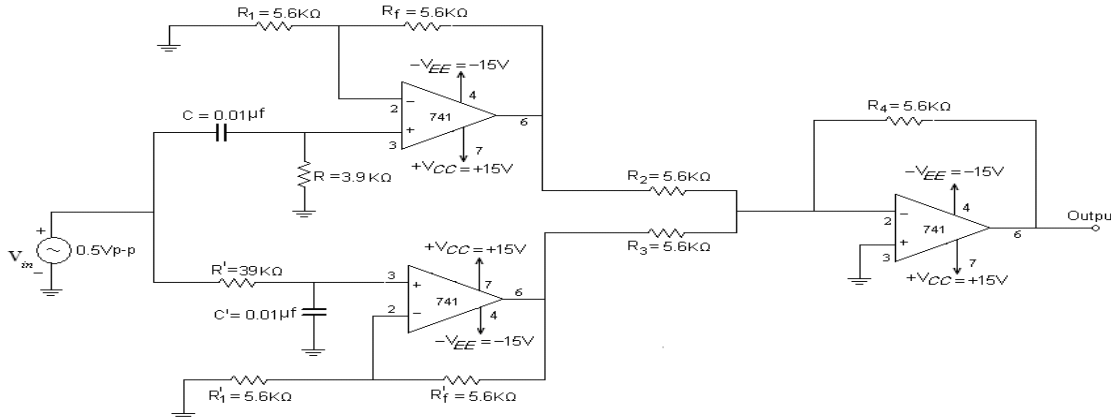 R1 = 5.6KΩ
Rf = 5.6KΩ
−VEE = −15V
4
2
−
741
+
3
6
7
+VCC = +15V
C = 0.01µf
R = 3.9KΩ
R4 = 5.6KΩ
−VEE = −15V
4
R2 = 5.6KΩ
2
−
741
+
3
6
Output
7
+VCC = +15V
R3 = 5.6KΩ
+
Vin
−
0.5Vp-p
+VCC = +15V
R' = 39KΩ
3
+
7
741
6
2
−
4
C' = 0.01µf
−VEE = −15V
R'1 = 5.6KΩ
R'f = 5.6KΩ